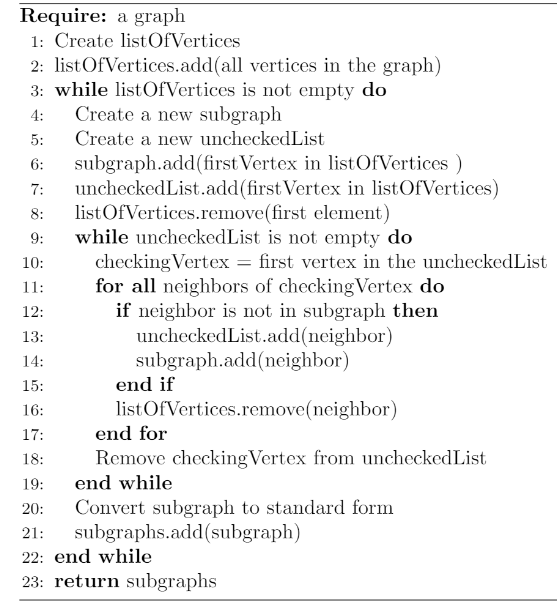 Require: a graph
1: Create listOfVertices
2: listOfVertices.add(all vertices in the graph)
3: while listOfVertices is not empty do
4: Create a new subgraph
5: Create a new uncheckedList
6: subgraph.add(firstVertex in listOfVertices )
7: uncheckedList.add(firstVertex in listOfVertices)
8: listOfVertices.remove(first element)
9: while uncheckedList is not empty do
10: checkingVertex = first vertex in the uncheckedList
11: for all neighbors of checkingVertex do
12: if neighbor is not in subgraph then
13: uncheckedList.add(neighbor)
14: subgraph.add(neighbor)
15: end if
16: listOfVertices.remove(neighbor)
17: end for
18: Remove checkingVertex from uncheckedList
19: end while
20: Convert subgraph to standard form
21: subgraphs.add(subgraph)
22: end while
23: return subgraphs